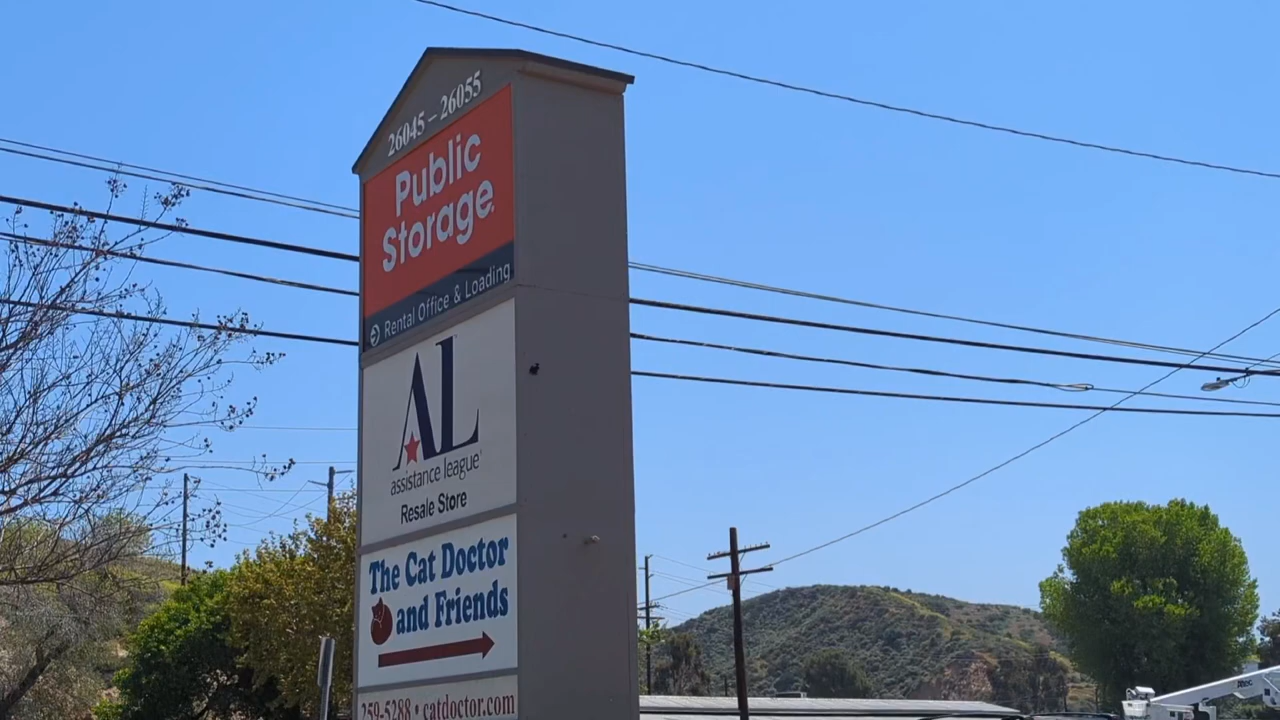 26045 – 26055
Public
Storage
Rental Office & Loading
AL
assistance league
Resale Store
The Cat Doctor
and Friends
259-5288 • catdoctor.com
Altec